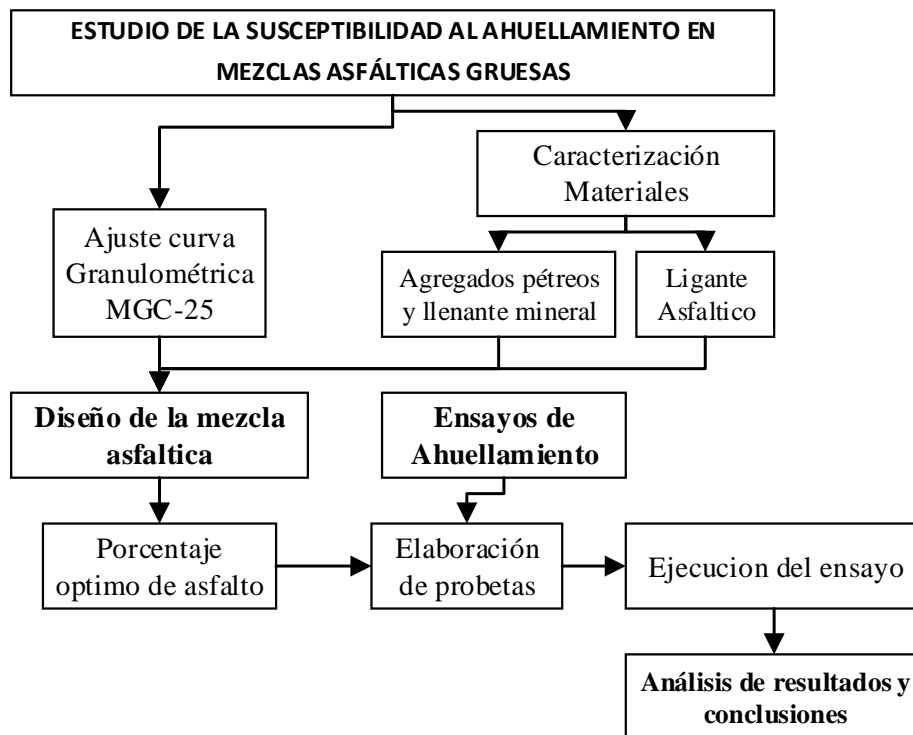 ESTUDIO DE LA SUSCEPTIBILIDAD AL AHUELLAMIENTO EN
MEZCLAS ASFÁLTICAS GRUESAS
Caracterización
Materiales
Ajuste curva
Granulométrica
MGC-25
Agregados pétreos
y llenante mineral
Ligante
Asfaltico
Diseño de la mezcla
asfaltica
Ensayos de
Ahuellamiento
Porcentaje
optimo de asfalto
Elaboración
de probetas
Ejecucion del ensayo
Análisis de resultados y
conclusiones